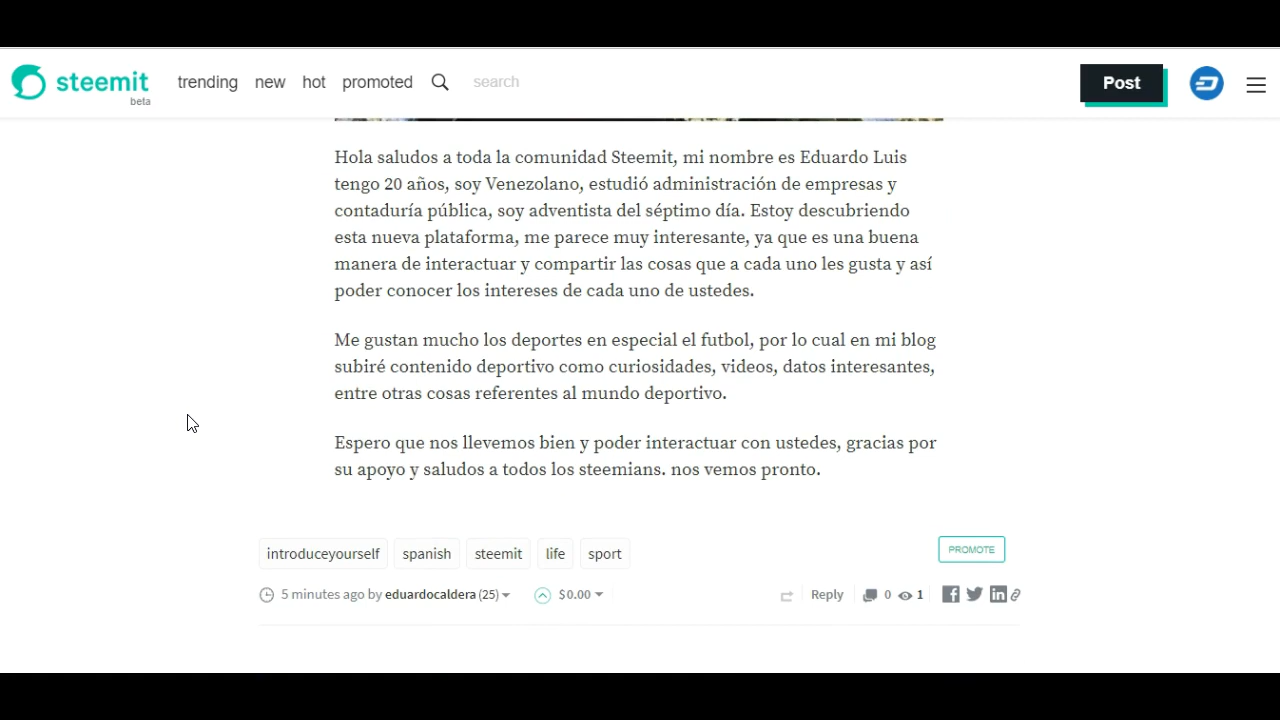 steemit
beta
trending new hot promoted search
Post
Hola saludos a toda la comunidad Steemit, mi nombre es Eduardo Luis
tengo 20 años, soy Venezolano, estudió administración de empresas y
contaduría pública, soy adventista del séptimo día. Estoy descubriendo
esta nueva plataforma, me parece muy interesante, ya que es una buena
manera de interactuar y compartir las cosas que a cada uno les gusta y así
poder conocer los intereses de cada uno de ustedes.
Me gustan mucho los deportes en especial el futbol, por lo cual en mi blog
subiré contenido deportivo como curiosidades, videos, datos interesantes,
entre otras cosas referentes al mundo deportivo.
Espero que nos llevemos bien y poder interactuar con ustedes, gracias por
su apoyo y saludos a todos los steemians. nos vemos pronto.
introduceyourself spanish steemit life sport PROMOTE
5 minutes ago by eduardocaldera (25) $0.00 Reply 0 1